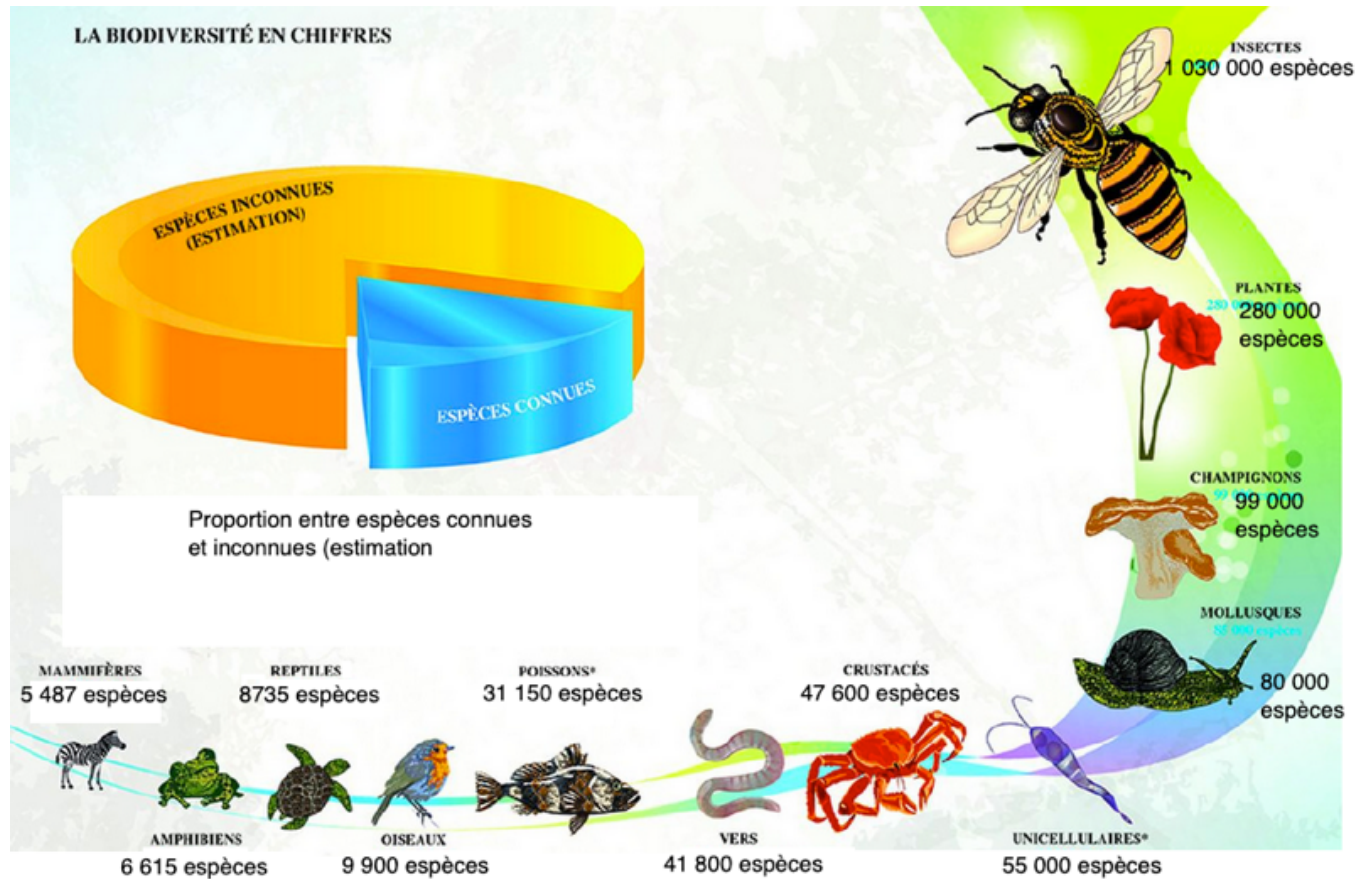 LA BIODIVERSITÉ EN CHIFFRES
ESPÈCES INCONNUES
(ESTIMATION)
ESPÈCES CONNUES
Proportion entre espèces connues
et inconnues (estimation
INSECTES
1 030 000 espèces
PLANTES
280 000
espèces
CHAMPIGNONS
99 000
espèces
MOLLUSQUES
80 000
espèces
MAMMIFÈRES
5 487 espèces
REPTILES
8735 espèces
POISSONS*
31 150 espèces
CRUSTACÉS
47 600 espèces
AMPHIBIENS
6 615 espèces
OISEAUX
9 900 espèces
VERS
41 800 espèces
UNICELLULAIRES*
55 000 espèces